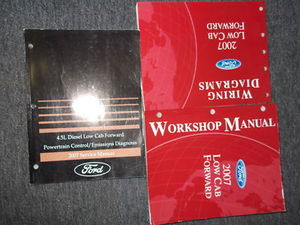 4.5L Diesel Low Cab Forward
Powertrain Control/Emissions Diagnosis
2007 Service Manual
Ford
2007
LOW CAB
FORWARD
Ford
WIRING
DIAGRAMS
WORKSHOP MANUAL
Ford
2007
LOW CAB
FORWARD